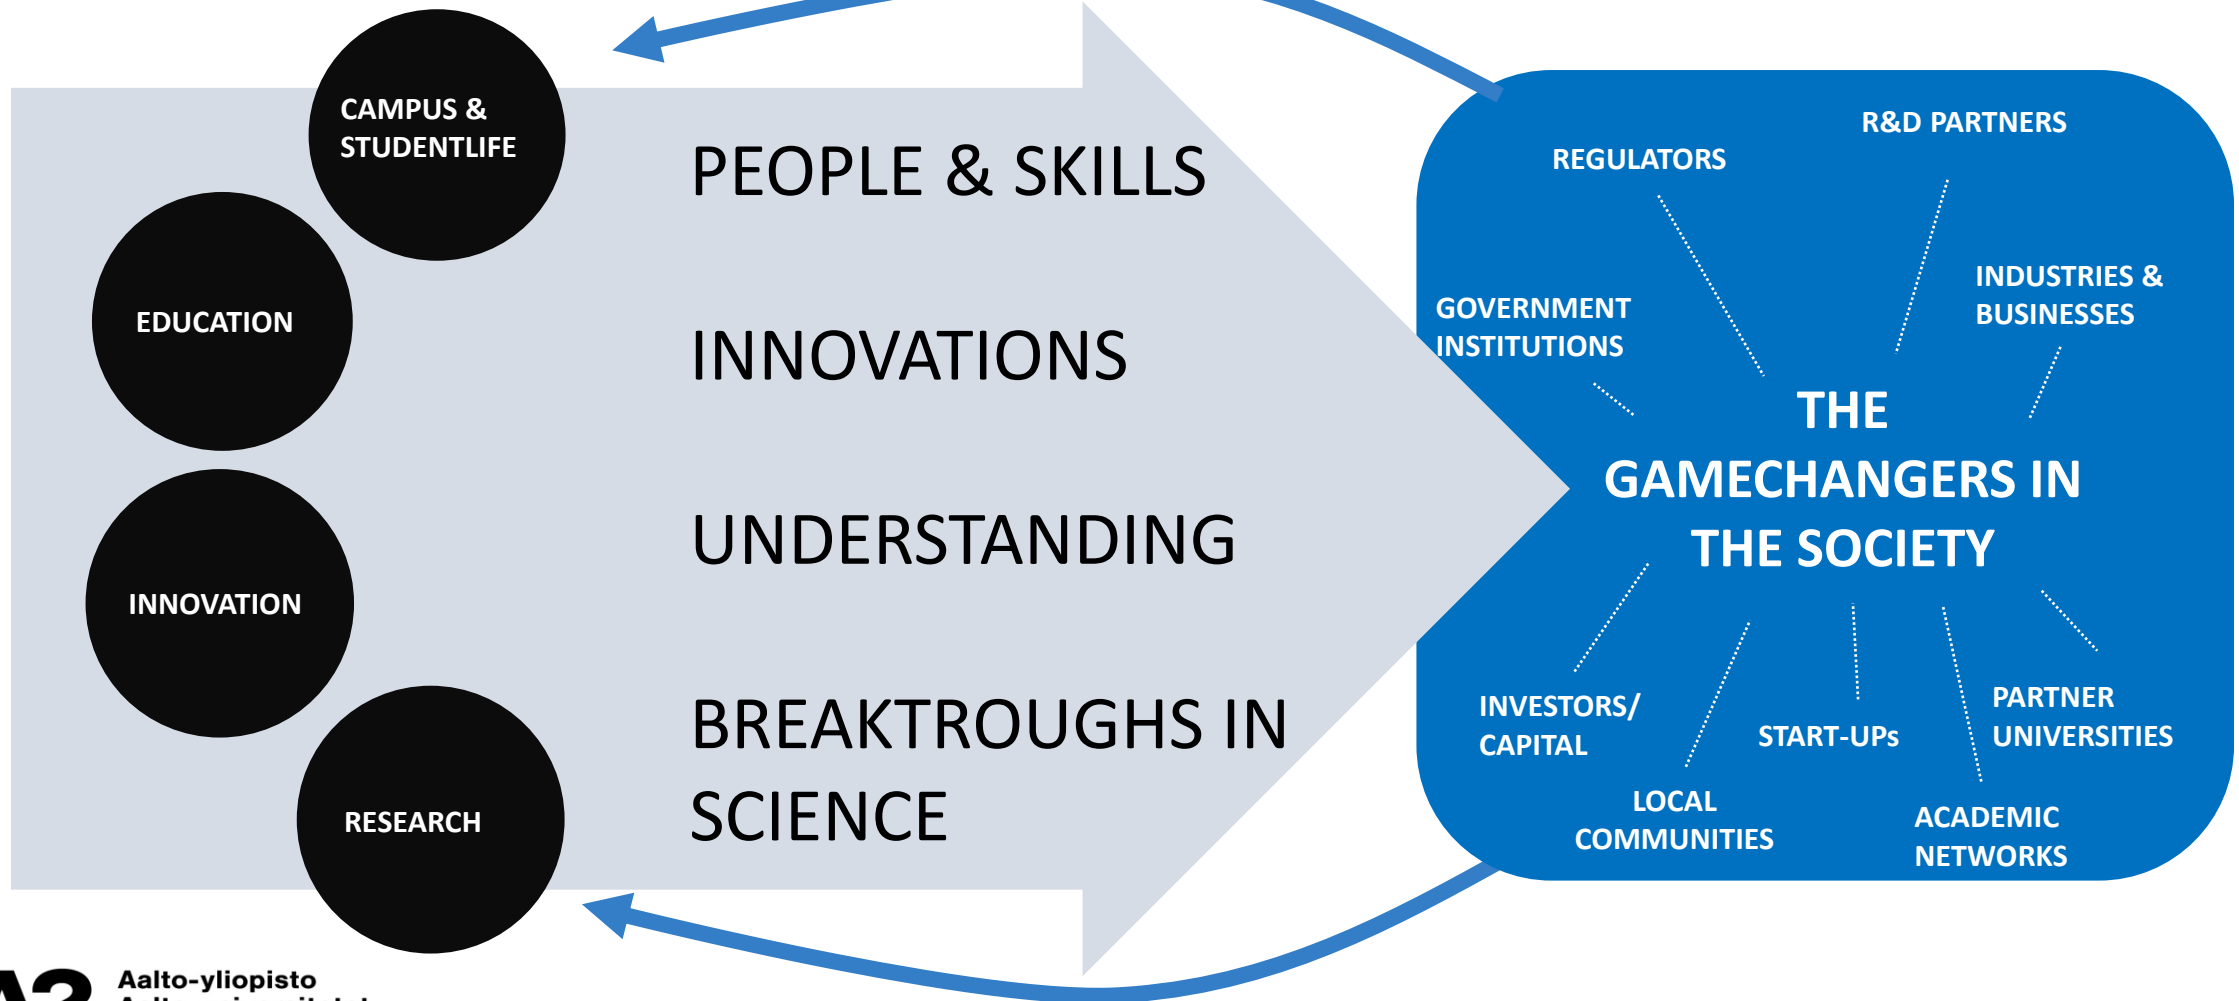 CAMPUS &
STUDENTLIFE
EDUCATION
INNOVATION
RESEARCH
PEOPLE & SKILLS
INNOVATIONS
UNDERSTANDING
BREAKTROUGHS IN
SCIENCE
REGULATORS
R&D PARTNERS
GOVERNMENT
INSTITUTIONS
INDUSTRIES &
BUSINESSES
THE
GAMECHANGERS IN
THE SOCIETY
INVESTORS/
CAPITAL
LOCAL
COMMUNITIES
START-UPs
ACADEMIC
NETWORKS
PARTNER
UNIVERSITIES
Aalto-yliopisto